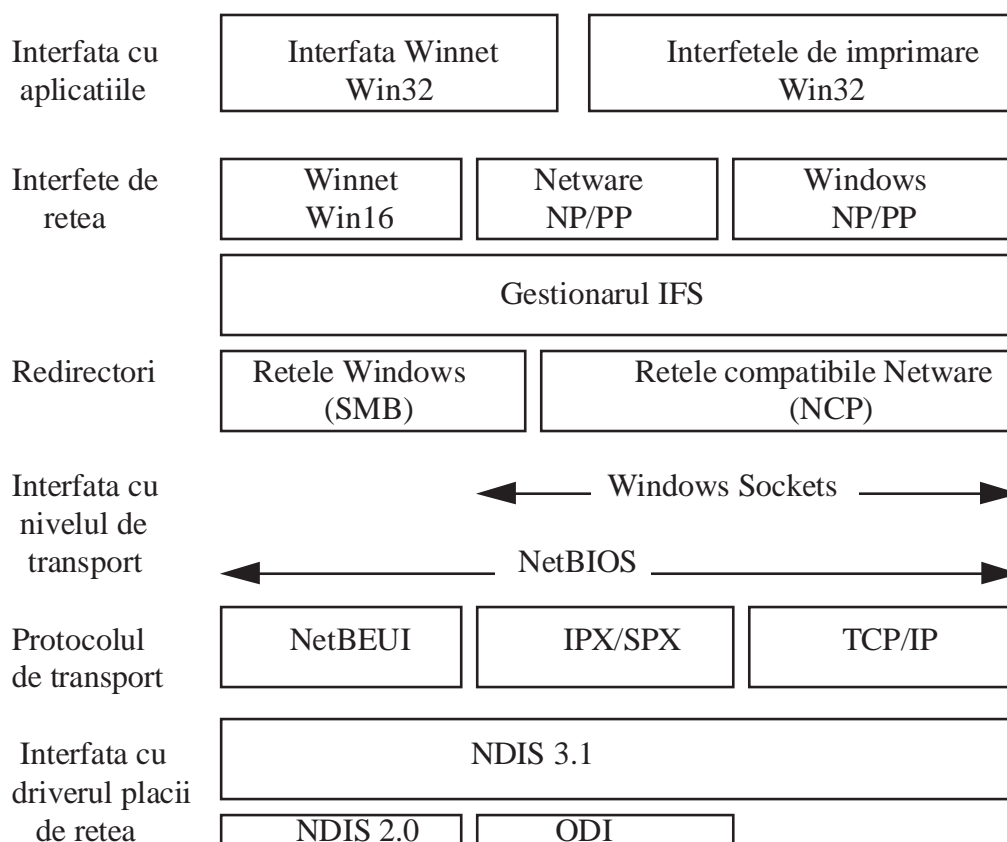 Interfata cu
aplicatiile
Interfata Winnet
Win32
Interfetele de imprimare
Win32
Interfete de
retea
Winnet
Win16
Netware
NP/PP
Windows
NP/PP
Gestionarul IFS
Redirectori
Retele Windows
(SMB)
Retele compatibile Netware
(NCP)
Interfata cu
nivelul de
transport
Windows Sockets
NetBIOS
Protocolul
de transport
NetBEUI
IPX/SPX
TCP/IP
Interfata cu
driverul placii
de retea
NDIS 3.1
NDIS 2.0
ODI